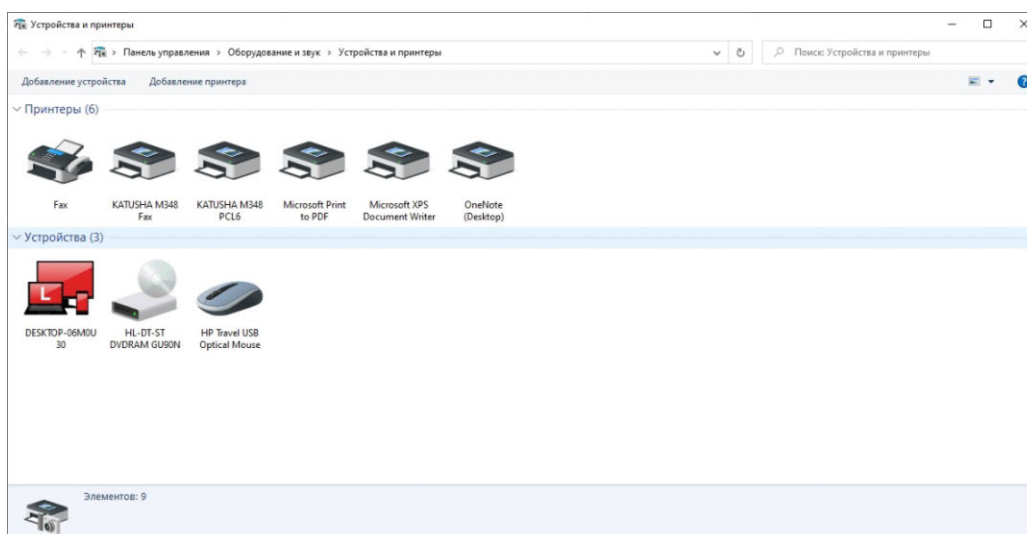 Устройства и принтеры
Панель управления > Оборудование и звук > Устройства и принтеры
Поиск: Устройства и принтеры
Добавление устройства Добавление принтера
Принтеры (6)
Fax
KATUSHA M348
Fax
KATUSHA M348
PCL6
Microsoft Print
to PDF
Microsoft XPS
Document Writer
OneNote
(Desktop)
Устройства (3)
L
DESKTOP-06M0U
30
HL-DT-ST
DVDRAM GU90N
HP Travel USB
Optical Mouse
Элементов: 9